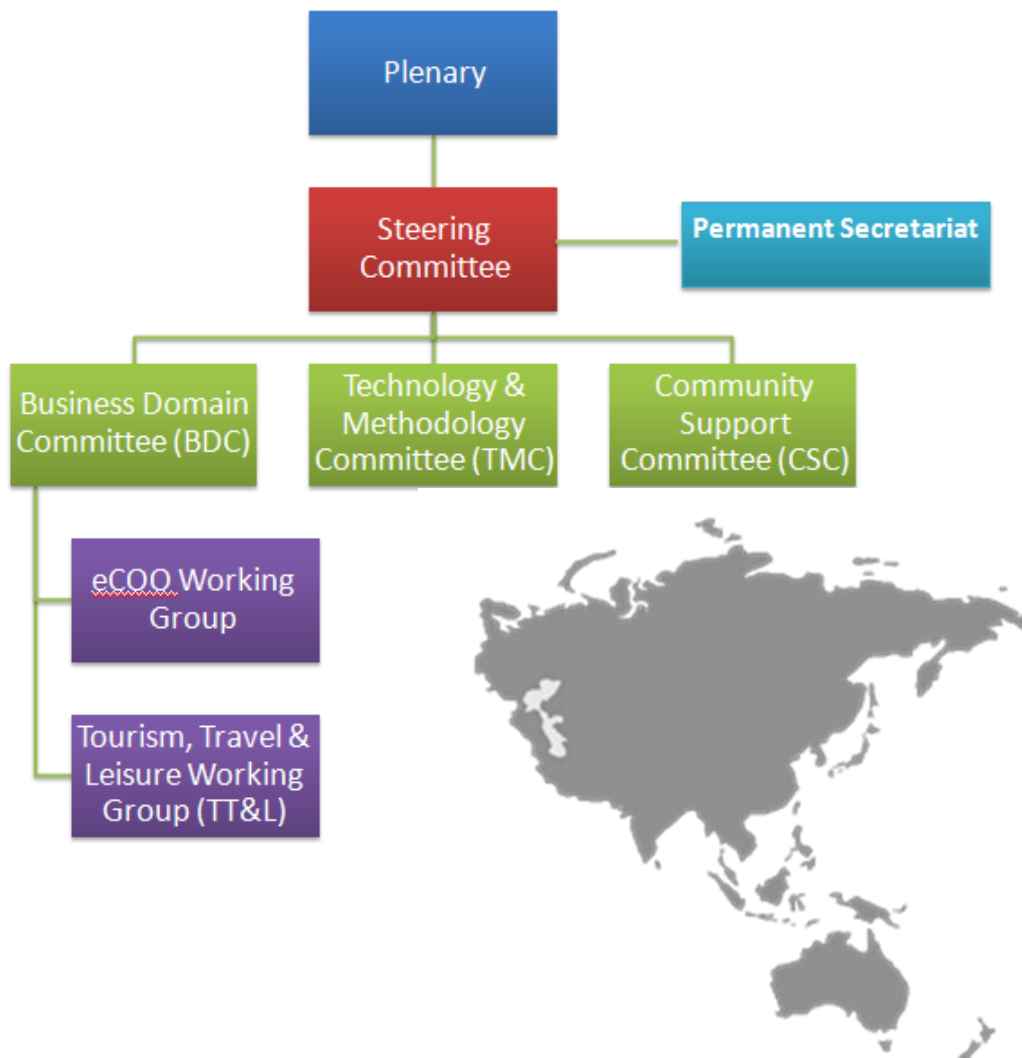 Plenary
Steering
Committee
Permanent Secretariat
Business Domain
Committee (BDC)
Technology &
Methodology
Committee (TMC)
Community
Support
Committee (CSC)
eCOO Working
Group
Tourism, Travel &
Leisure Working
Group (TT&L)